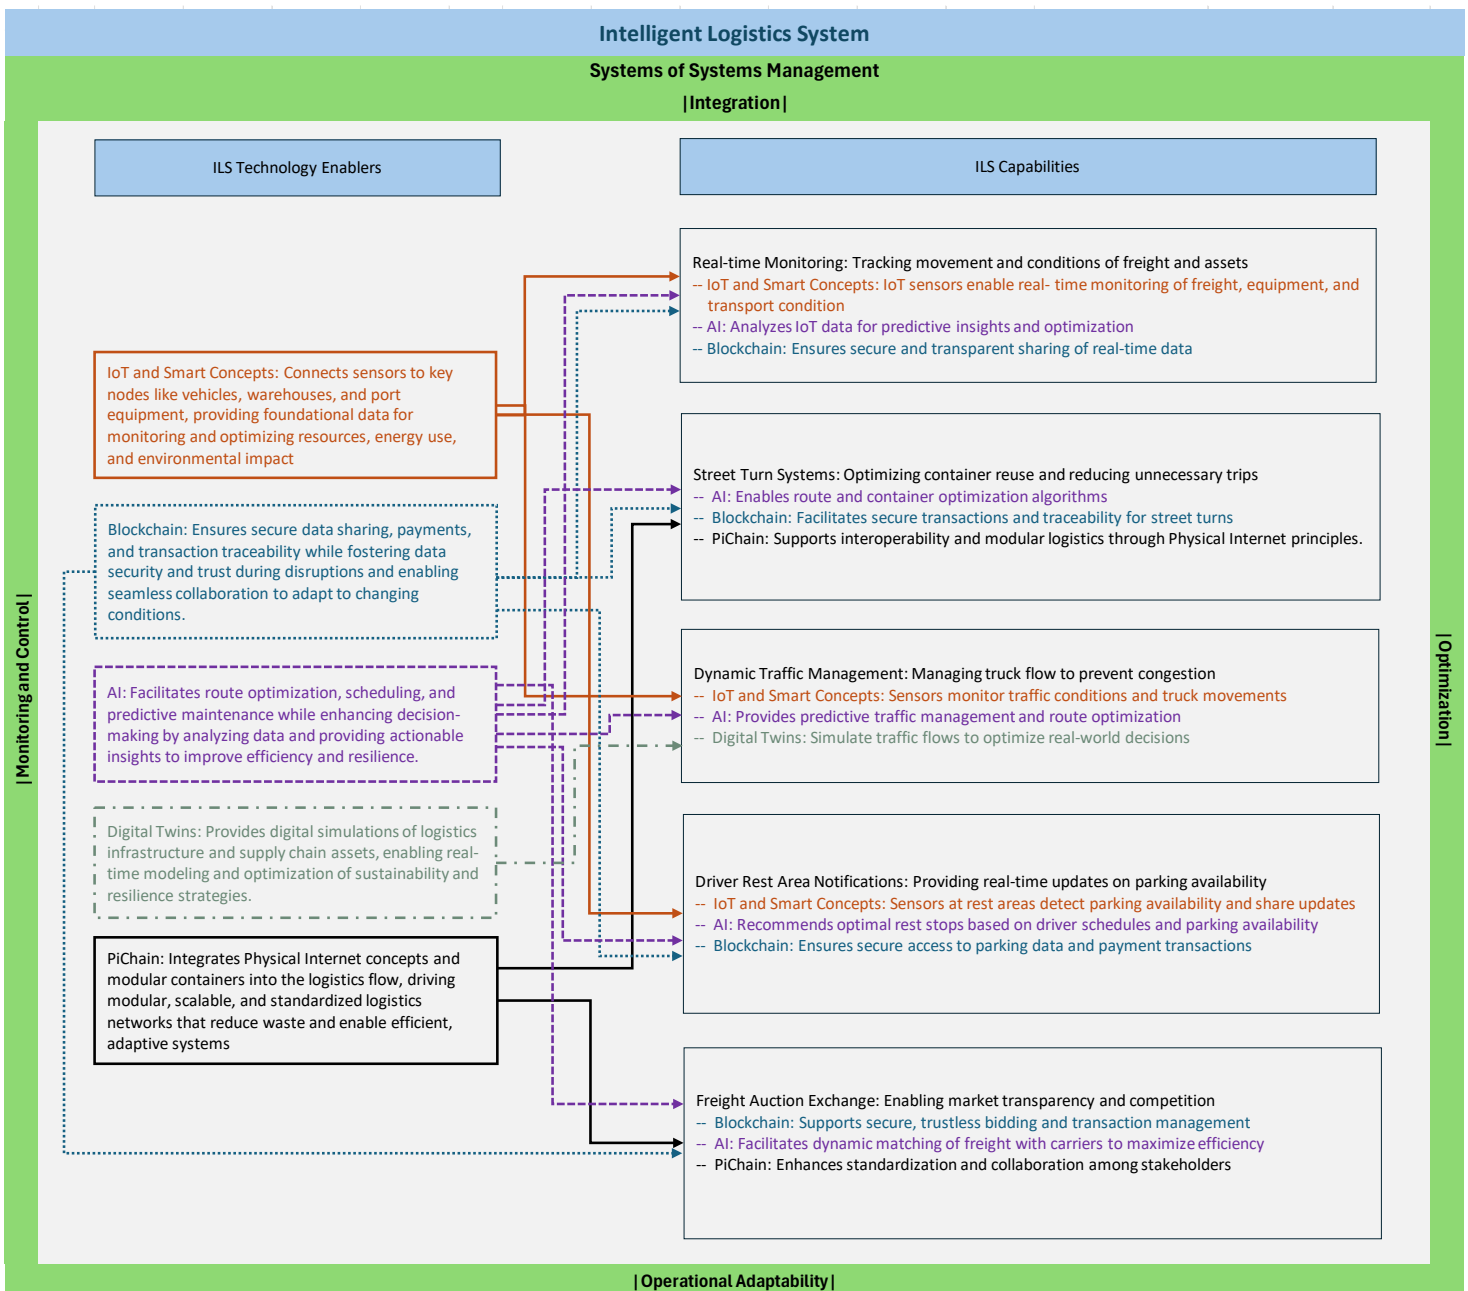 Intelligent Logistics System
Systems of Systems Management
|Integration|
|Monitoring and Control|
ILS Technology Enablers
IoT and Smart Concepts: Connects sensors to key
nodes like vehicles, warehouses, and port
equipment, providing foundational data for
monitoring and optimizing resources, energy use,
and environmental impact
Blockchain: Ensures secure data sharing, payments,
and transaction traceability while fostering data
security and trust during disruptions and enabling
seamless collaboration to adapt to changing
conditions.
AI: Facilitates route optimization, scheduling, and
predictive maintenance while enhancing decision-
making by analyzing data and providing actionable
insights to improve efficiency and resilience.
Digital Twins: Provides digital simulations of logistics
infrastructure and supply chain assets, enabling real-
time modeling and optimization of sustainability and
resilience strategies.
PiChain: Integrates Physical Internet concepts and
modular containers into the logistics flow, driving
modular, scalable, and standardized logistics
networks that reduce waste and enable efficient,
adaptive systems
ILS Capabilities
Real-time Monitoring: Tracking movement and conditions of freight and assets
-- IoT and Smart Concepts: IoT sensors enable real- time monitoring of freight, equipment, and
transport condition
-- AI: Analyzes IoT data for predictive insights and optimization
-- Blockchain: Ensures secure and transparent sharing of real-time data
Street Turn Systems: Optimizing container reuse and reducing unnecessary trips
-- AI: Enables route and container optimization algorithms
-- Blockchain: Facilitates secure transactions and traceability for street turns
-- PiChain: Supports interoperability and modular logistics through Physical Internet principles.
Dynamic Traffic Management: Managing truck flow to prevent congestion
-- IoT and Smart Concepts: Sensors monitor traffic conditions and truck movements
-- AI: Provides predictive traffic management and route optimization
-- Digital Twins: Simulate traffic flows to optimize real-world decisions
Driver Rest Area Notifications: Providing real-time updates on parking availability
-- IoT and Smart Concepts: Sensors at rest areas detect parking availability and share updates
-- AI: Recommends optimal rest stops based on driver schedules and parking availability
-- Blockchain: Ensures secure access to parking data and payment transactions
Freight Auction Exchange: Enabling market transparency and competition
-- Blockchain: Supports secure, trustless bidding and transaction management
-- AI: Facilitates dynamic matching of freight with carriers to maximize efficiency
-- PiChain: Enhances standardization and collaboration among stakeholders
|Optimization|
|Operational Adaptability|